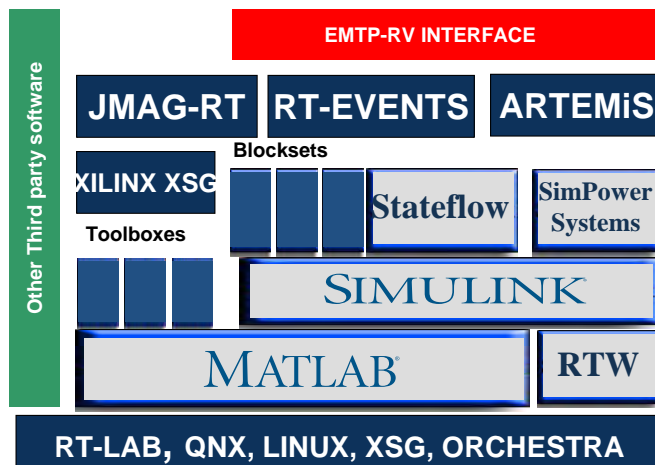 EMTP-RV INTERFACE
Other Third party software
JMAG-RT
RT-EVENTS
ARTEMiS
Blocksets
XILINX XSG
Stateflow
SimPower
Systems
Toolboxes
SIMULINK®
MATLAB®
RTW
RT-LAB, QNX, LINUX, XSG, ORCHESTRA